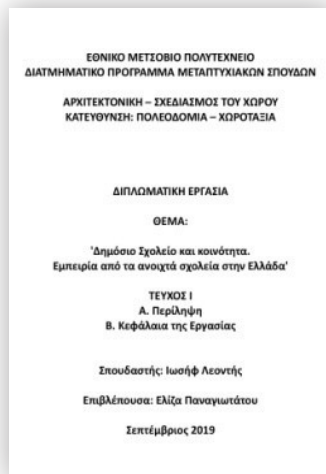 ΕΘΝΙΚΟ ΜΕΤΣΟΒΙΟ ΠΟΛΥΤΕΧΝΕΙΟ
ΔΙΑΤΜΗΜΑΤΙΚΟ ΠΡΟΓΡΑΜΜΑ ΜΕΤΑΠΤΥΧΙΑΚΩΝ ΣΠΟΥΔΩΝ
ΑΡΧΙΤΕΚΤΟΝΙΚΗ – ΣΧΕΔΙΑΣΜΟΣ ΤΟΥ ΧΩΡΟΥ
ΚΑΤΕΥΘΥΝΣΗ: ΠΟΛΕΟΔΟΜΙΑ – ΧΩΡΟΤΑΞΙΑ
ΔΙΠΛΩΜΑΤΙΚΗ ΕΡΓΑΣΙΑ
ΘΕΜΑ:
'Δημόσιο Σχολείο και κοινότητα.
Εμπειρία από τα ανοιχτά σχολεία στην Ελλάδα'
ΤΕΥΧΟΣ Ι
Α. Περίληψη
Β. Κεφάλαια της Εργασίας
Σπουδαστής: Ιωσήφ Λεοντής
Επιβλέπουσα: Ελίζα Παναγιωτάτου
Σεπτέμβριος 2019